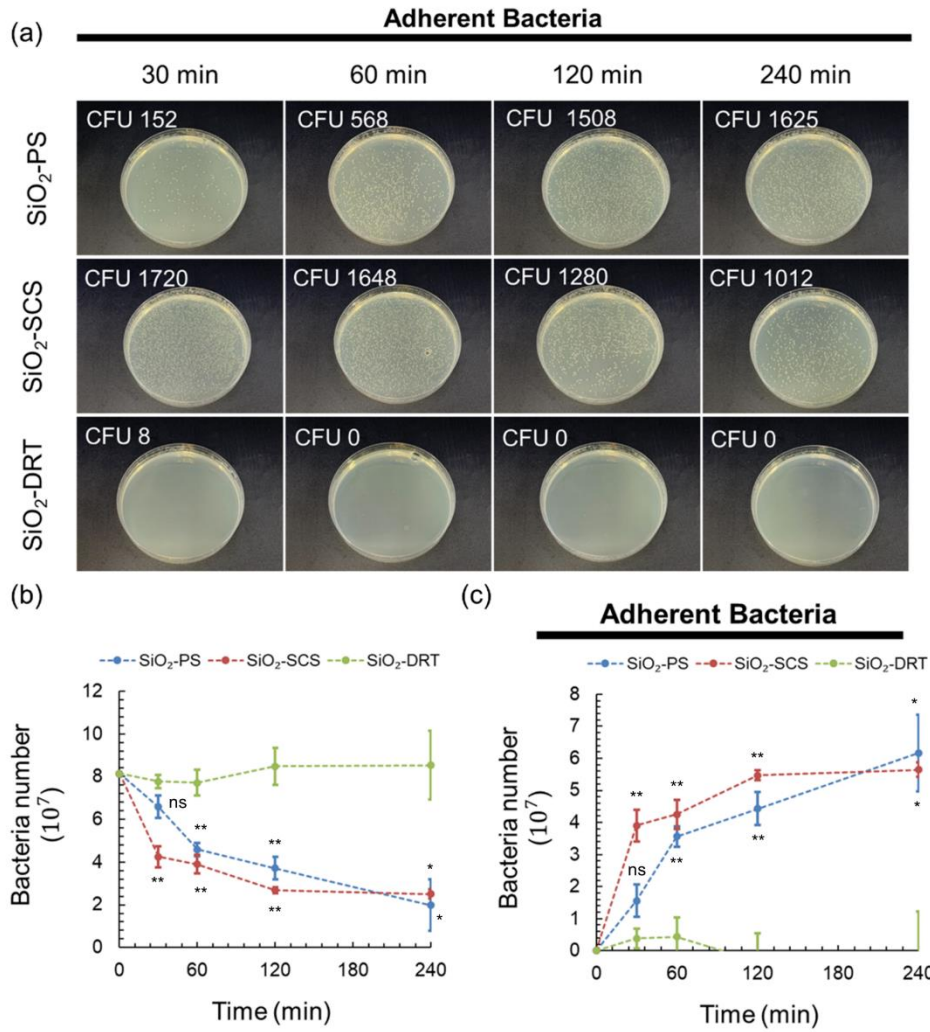 (a)
Adherent Bacteria
30 min 60 min 120 min 240 min
SiO₂-PS
CFU 152 CFU 568 CFU 1508 CFU 1625
SiO₂-SCS
CFU 1720 CFU 1648 CFU 1280 CFU 1012
SiO₂-DRT
CFU 8 CFU 0 CFU 0 CFU 0
(b)
SiO₂-PS SiO₂-SCS SiO₂-DRT
Bacteria number
(10⁷)
12
10
8
6
4
2
0
ns
** ** *
** ** ** *
0 60 120 180 240
Time (min)
(c)
Adherent Bacteria
SiO₂-PS SiO₂-SCS SiO₂-DRT
Bacteria number
(10⁷)
8
7
6
5
4
3
2
1
0
*
** ** **
*
ns ** **
0 60 120 180 240
Time (min)